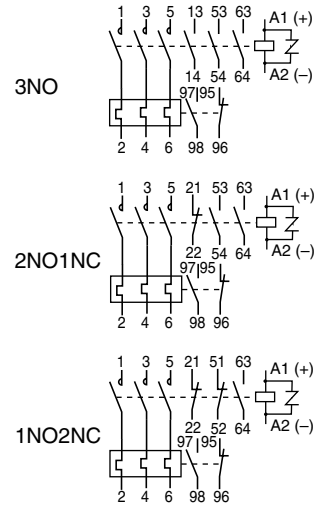 1 3 5 13 53 63 A1 (+)
14 54 64 A2 (–)
3NO
97 95
2 4 6 98 96
1 3 5 21 53 63 A1 (+)
22 54 64 A2 (–)
2NO1NC
97 95
2 4 6 98 96
1 3 5 21 51 63 A1 (+)
22 52 64 A2 (–)
1NO2NC
97 95
2 4 6 98 96